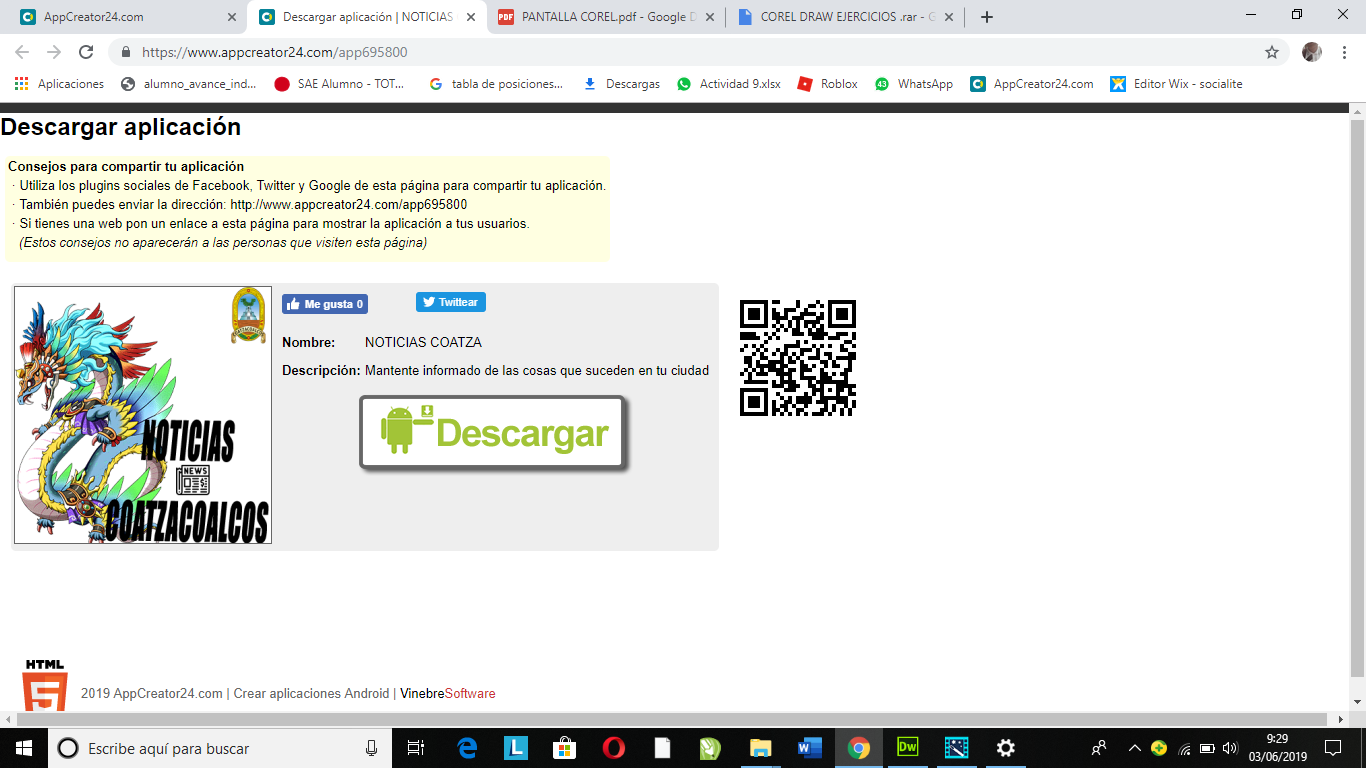 AppCreator24.com
Descargar aplicación | NOTICIAS
PANTALLA COREL.pdf - Google D
COREL DRAW EJERCICIOS .rar - G
https://www.appcreator24.com/app695800
Aplicaciones
alumno_avance_ind...
SAE Alumno - TOT...
tabla de posiciones...
Descargas
Actividad 9.xlsx
Roblox
43
WhatsApp
AppCreator24.com
Editor Wix - socialite
Descargar aplicación
Consejos para compartir tu aplicación
· Utiliza los plugins sociales de Facebook, Twitter y Google de esta página para compartir tu aplicación.
· También puedes enviar la dirección: http://www.appcreator24.com/app695800
· Si tienes una web pon un enlace a esta página para mostrar la aplicación a tus usuarios.
(Estos consejos no aparecerán a las personas que visiten esta página)
Me gusta 0
Twittear
Nombre: NOTICIAS COATZA
Descripción: Mantente informado de las cosas que suceden en tu ciudad
Descargar
NOTICIAS
NEWS
COATZACOALCOS
HTML
5
2019 AppCreator24.com | Crear aplicaciones Android | VinebreSoftware
Escribe aquí para buscar
L
W
Dw
9:29
03/06/2019